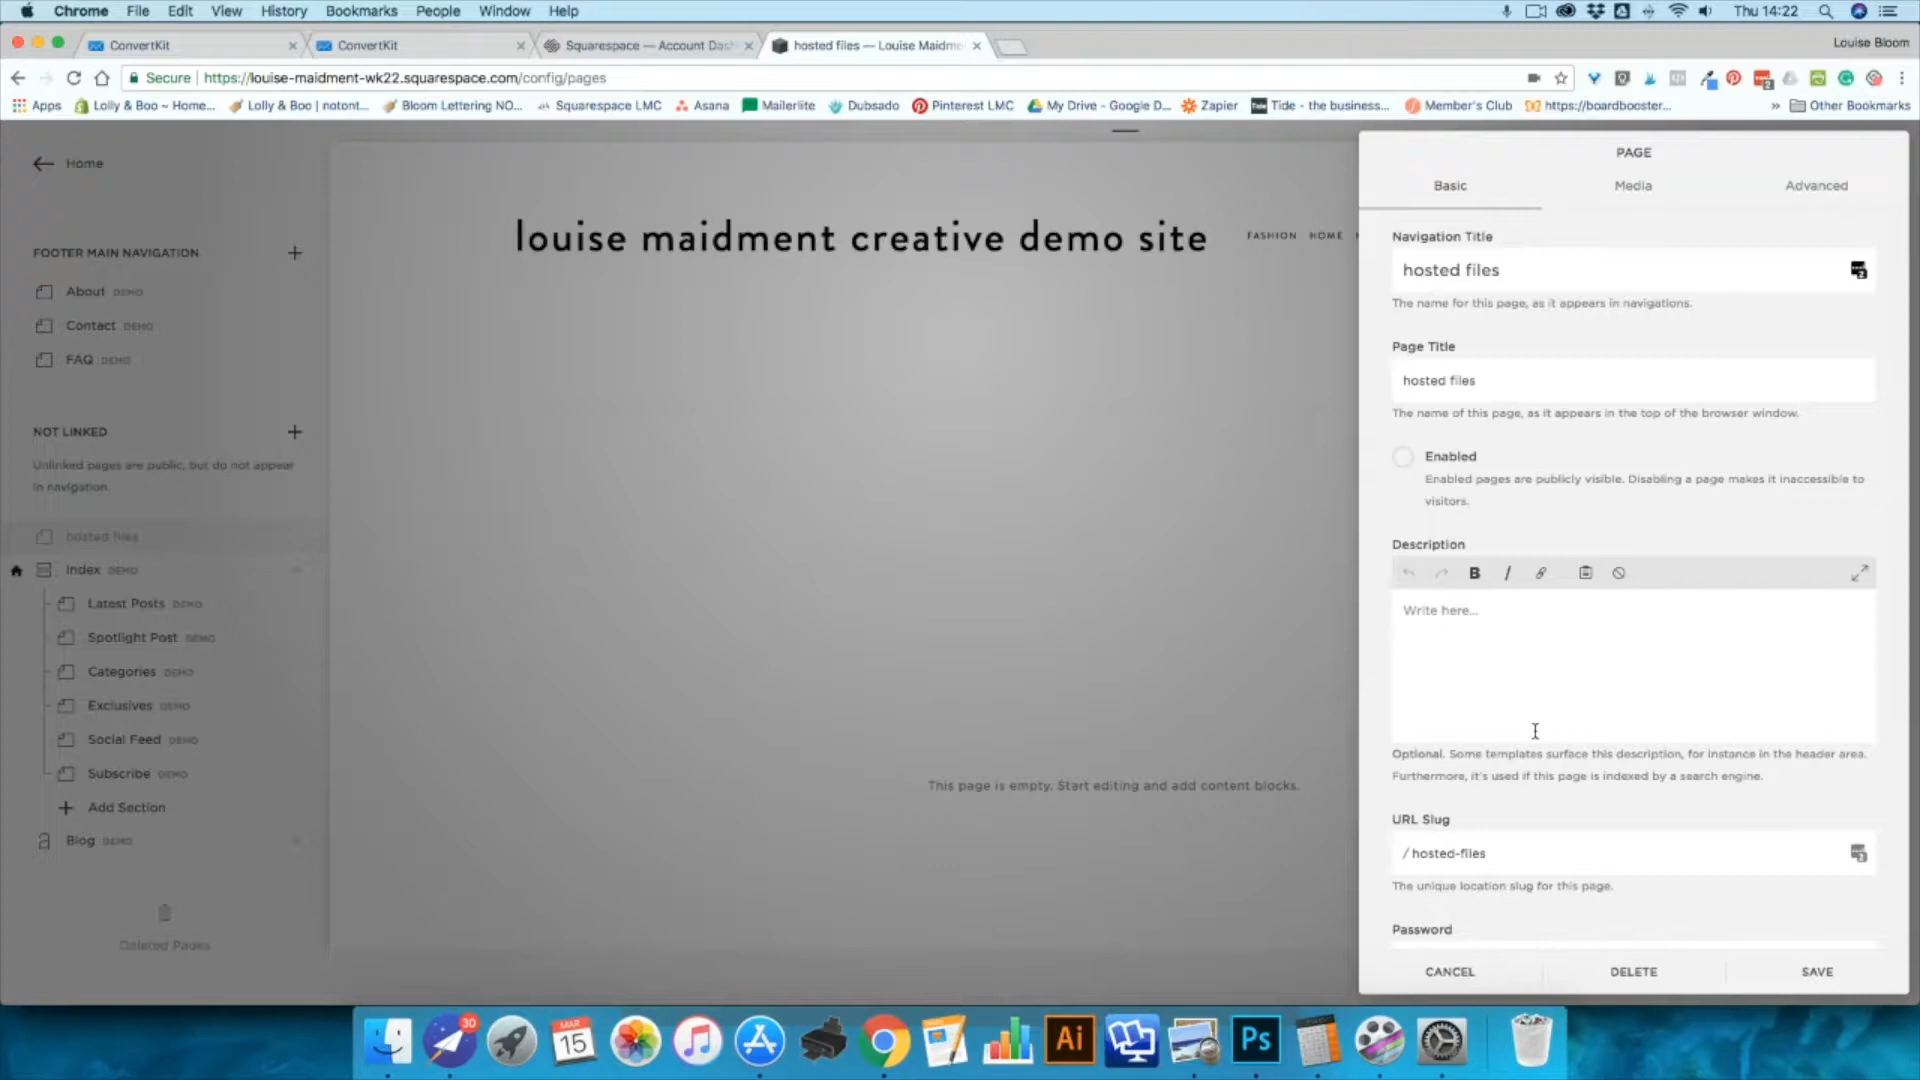 Chrome File Edit View History Bookmarks People Window Help Thu 14:22
ConvertKit ConvertKit Squarespace — Account Dash hosted files — Louise Maidme Louise Bloom
Secure https://louise-maidment-wk22.squarespace.com/config/pages
Apps Lolly & Boo ~ Home... Lolly & Boo | notont... Bloom Lettering NO... Squarespace LMC Asana Mailerlite Dubsado Pinterest LMC My Drive - Google D... Zapier Tide - the business... Member's Club https://boardbooster... » Other Bookmarks
Home
FOOTER MAIN NAVIGATION
About DEMO
Contact DEMO
FAQ DEMO
NOT LINKED
Unlinked pages are public, but do not appear
in navigation.
hosted files
Index DEMO
Latest Posts DEMO
Spotlight Post DEMO
Categories DEMO
Exclusives DEMO
Social Feed DEMO
Subscribe DEMO
Add Section
Blog DEMO
Deleted Pages
louise maidment creative demo site
FASHION HOME
This page is empty. Start editing and add content blocks.
PAGE
Basic Media Advanced
Navigation Title
hosted files
The name for this page, as it appears in navigations.
Page Title
hosted files
The name of this page, as it appears in the top of the browser window.
Enabled
Enabled pages are publicly visible. Disabling a page makes it inaccessible to
visitors.
Description
B I
Write here...
Optional. Some templates surface this description, for instance in the header area.
Furthermore, it's used if this page is indexed by a search engine.
URL Slug
/ hosted-files
The unique location slug for this page.
Password
CANCEL DELETE SAVE
30
MAR
15
Ai
Ps